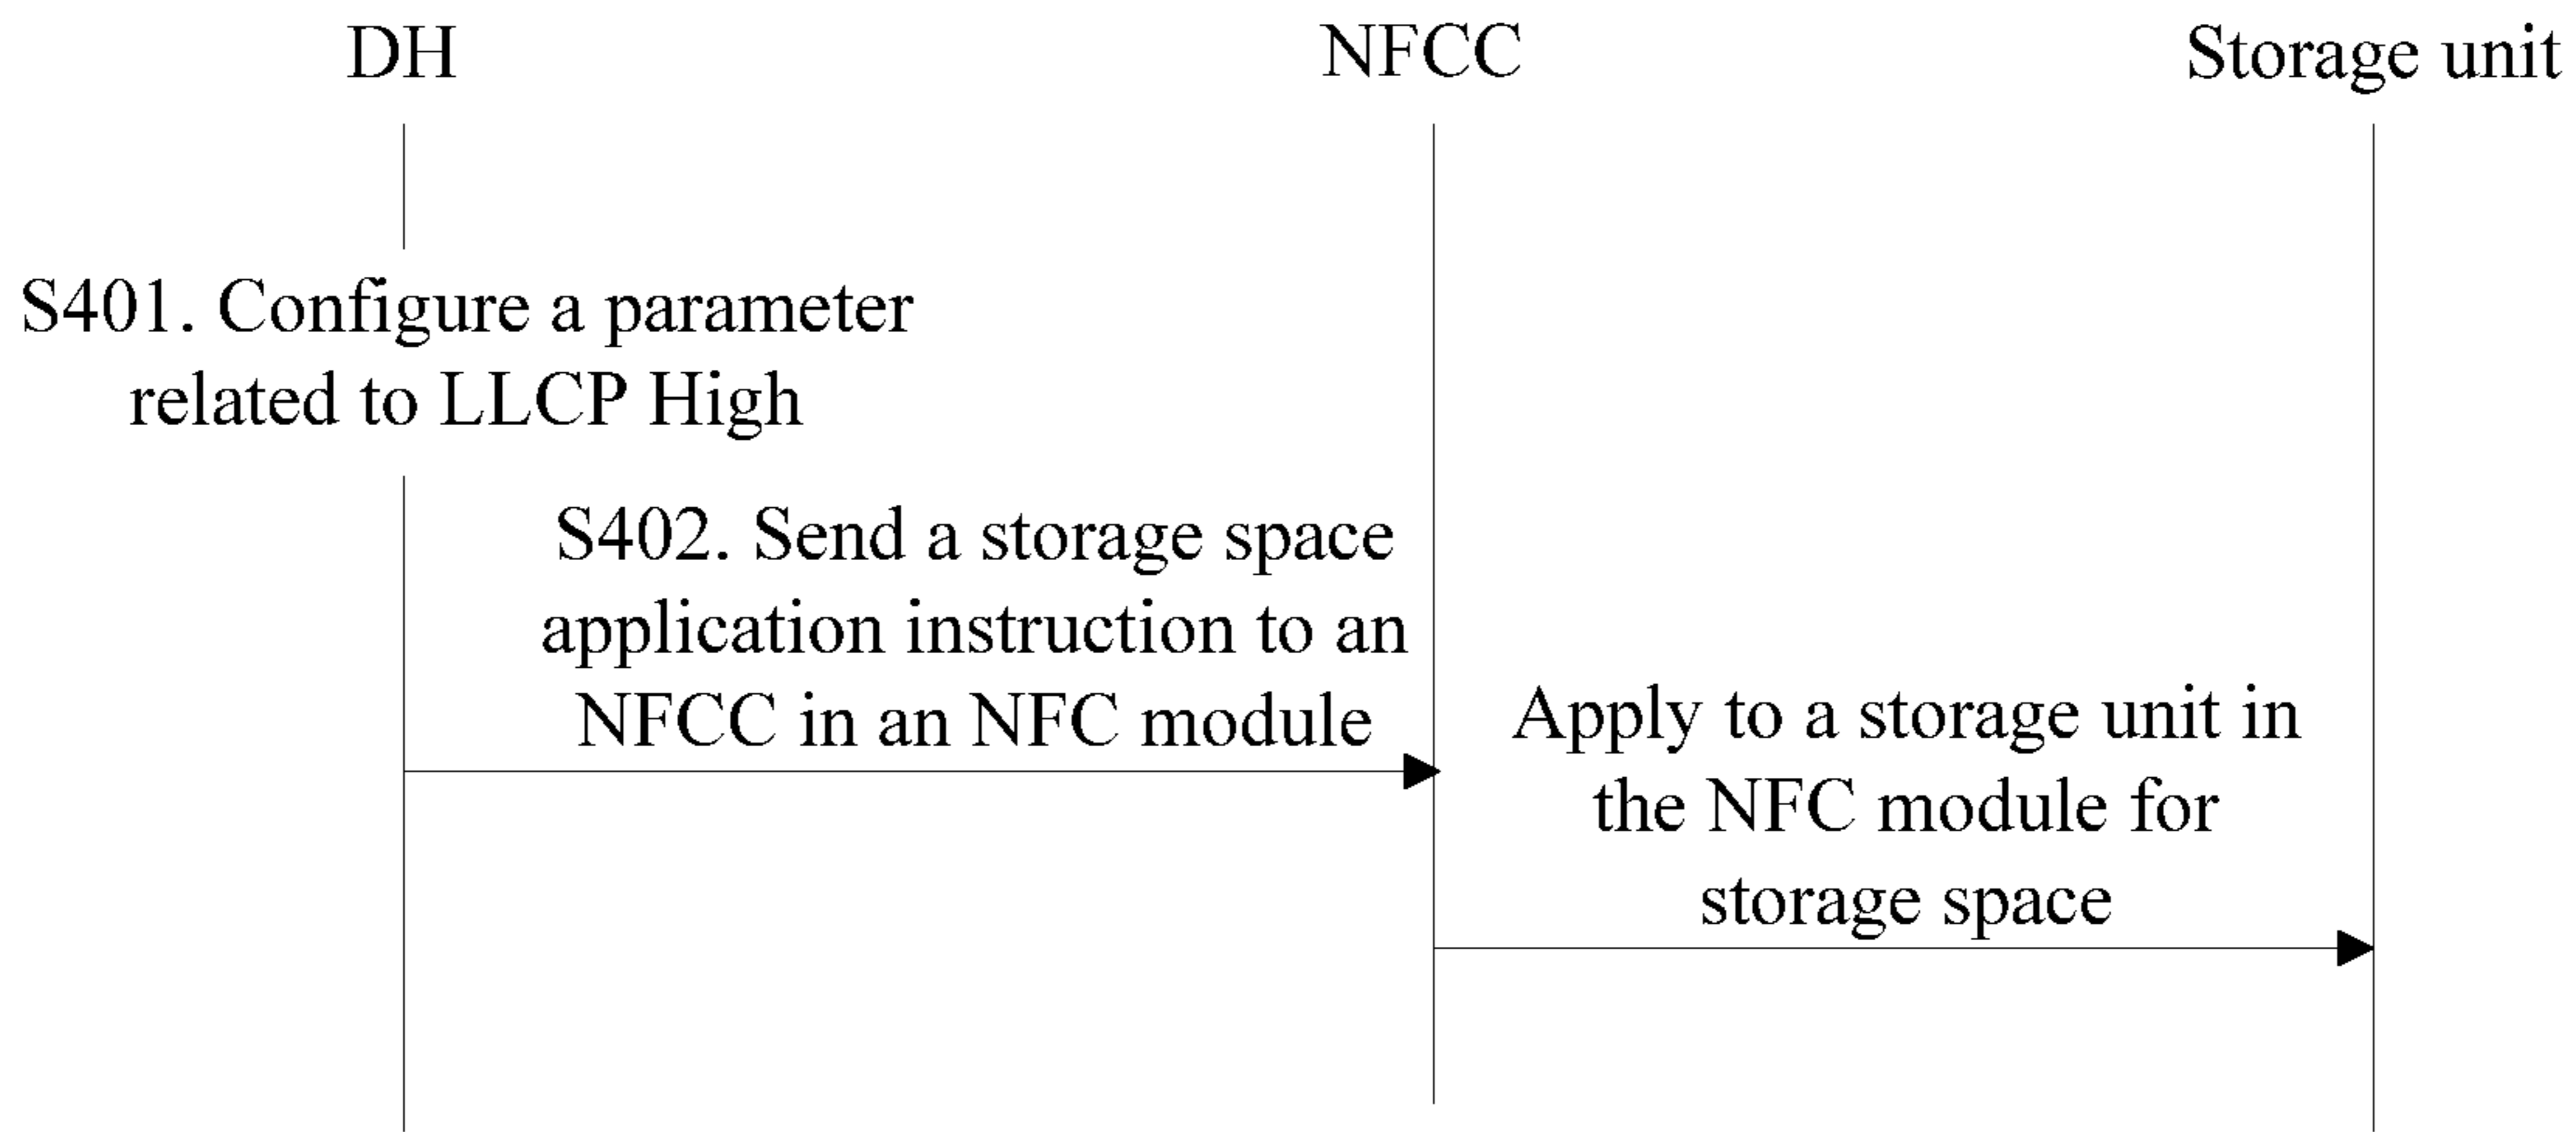 DH
NFCC
Storage unit
S401. Configure a parameter
related to LLCP High
S402. Send a storage space
application instruction to an
NFCC in an NFC module
Apply to a storage unit in
the NFC module for
storage space